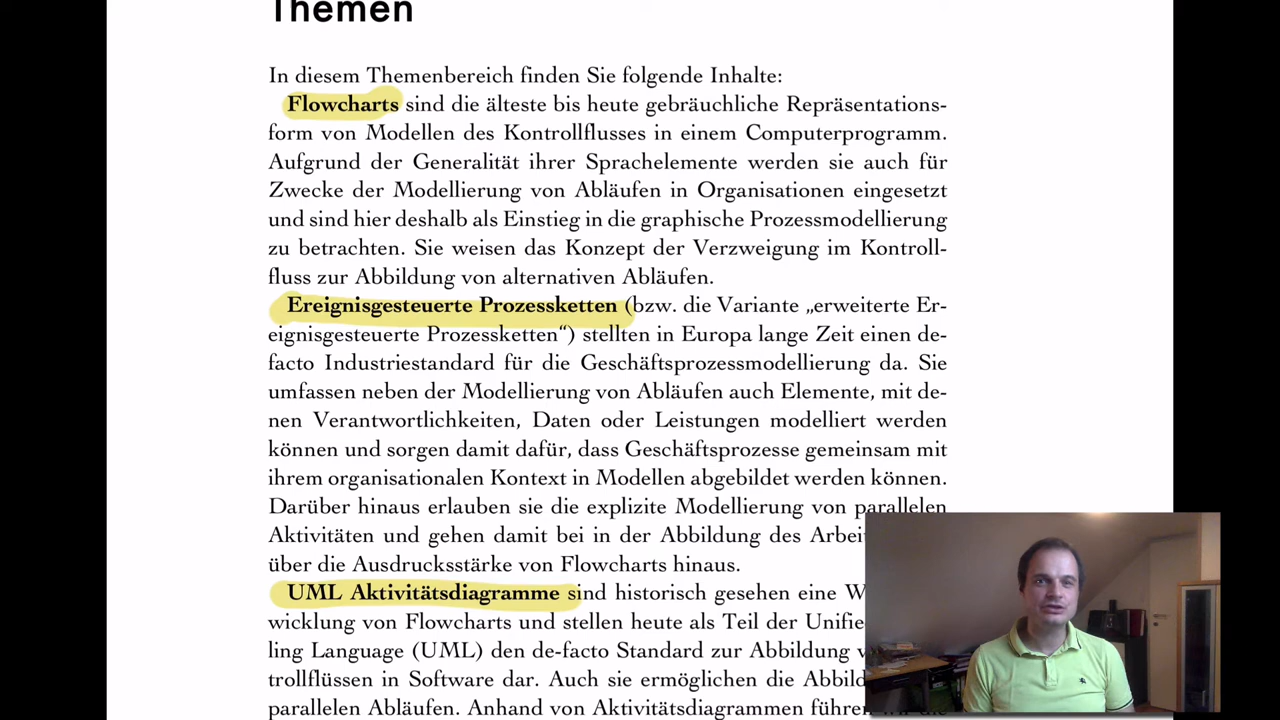 Themen
In diesem Themenbereich finden Sie folgende Inhalte:
Flowcharts sind die älteste bis heute gebräuchliche Repräsentations-
form von Modellen des Kontrollflusses in einem Computerprogramm.
Aufgrund der Generalität ihrer Sprachelemente werden sie auch für
Zwecke der Modellierung von Abläufen in Organisationen eingesetzt
und sind hier deshalb als Einstieg in die graphische Prozessmodellierung
zu betrachten. Sie weisen das Konzept der Verzweigung im Kontroll-
fluss zur Abbildung von alternativen Abläufen.
Ereignisgesteuerte Prozessketten (bzw. die Variante „erweiterte Er-
eignisgesteuerte Prozessketten“) stellten in Europa lange Zeit einen de-
facto Industriestandard für die Geschäftsprozessmodellierung da. Sie
umfassen neben der Modellierung von Abläufen auch Elemente, mit de-
nen Verantwortlichkeiten, Daten oder Leistungen modelliert werden
können und sorgen damit dafür, dass Geschäftsprozesse gemeinsam mit
ihrem organisationalen Kontext in Modellen abgebildet werden können.
Darüber hinaus erlauben sie die explizite Modellierung von parallelen
Aktivitäten und gehen damit bei in der Abbildung des Arbei
über die Ausdrucksstärke von Flowcharts hinaus.
UML Aktivitätsdiagramme sind historisch gesehen eine W
wicklung von Flowcharts und stellen heute als Teil der Unifie
ling Language (UML) den de-facto Standard zur Abbildung v
trollflüssen in Software dar. Auch sie ermöglichen die Abbild
parallelen Abläufen. Anhand von Aktivitätsdiagrammen führen